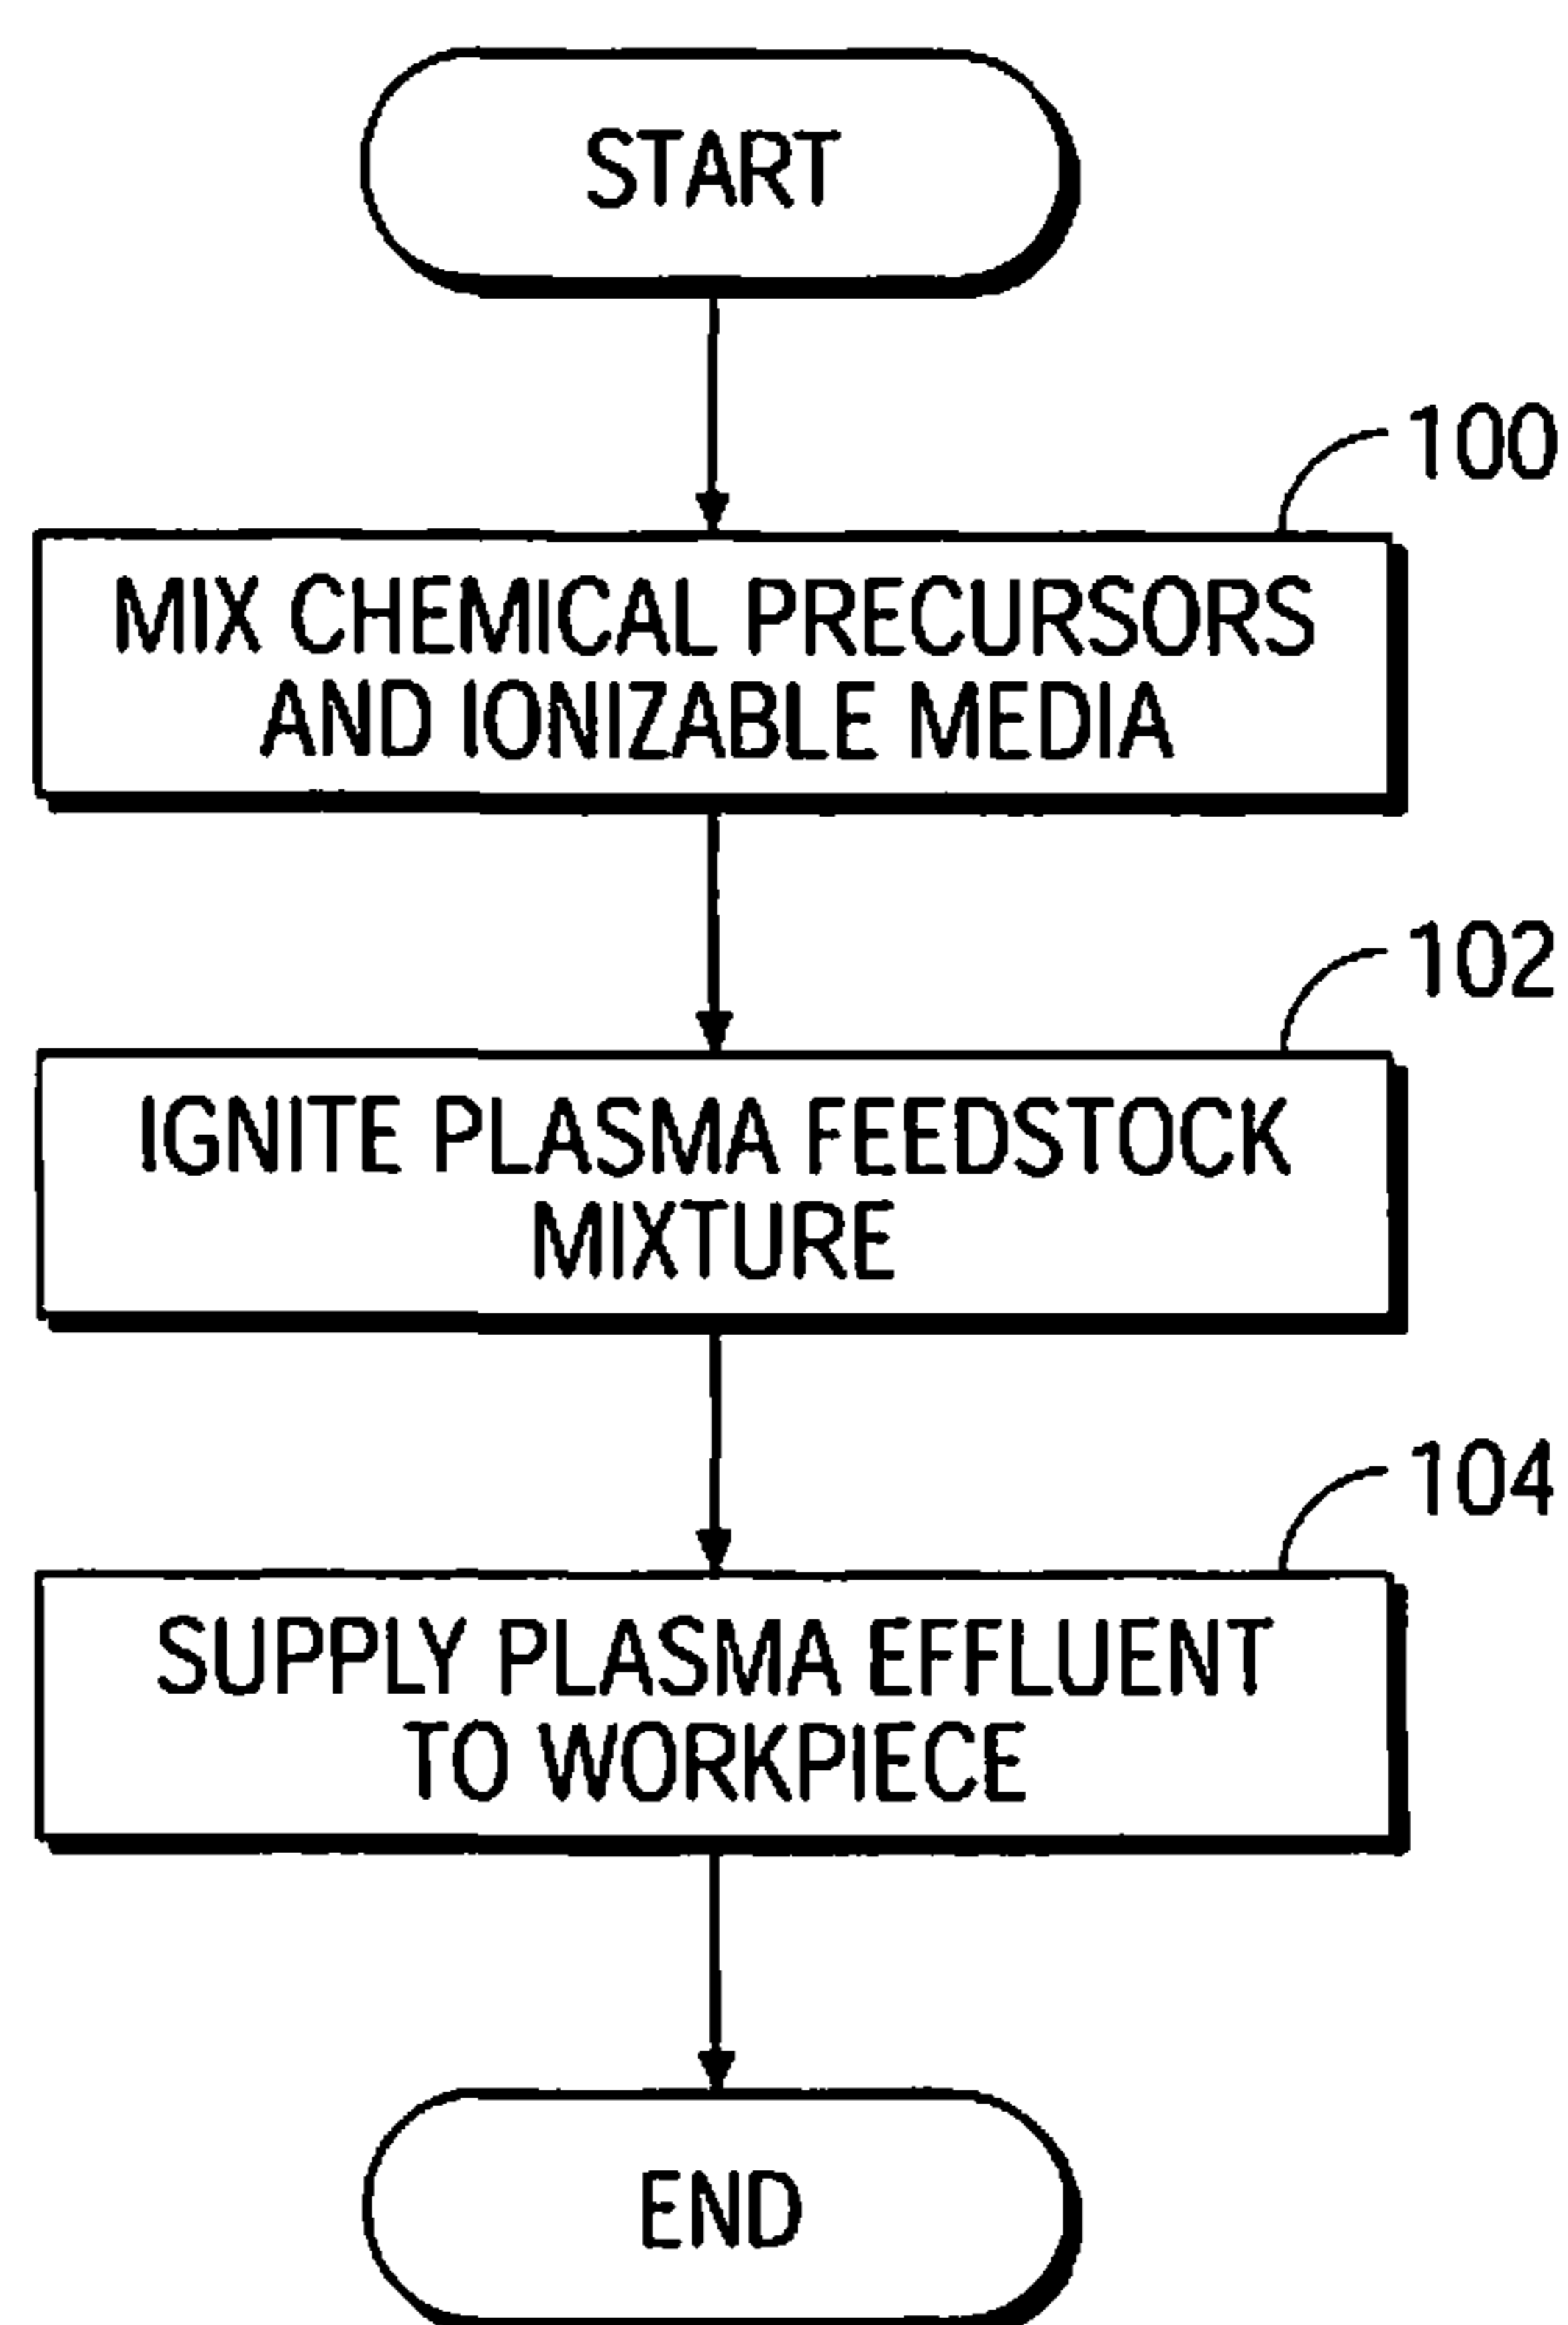 START
100
MIX CHEMICAL PRECURSORS
AND IONIZABLE MEDIA
102
IGNITE PLASMA FEEDSTOCK
MIXTURE
104
SUPPLY PLASMA EFFLUENT
TO WORKPIECE
END